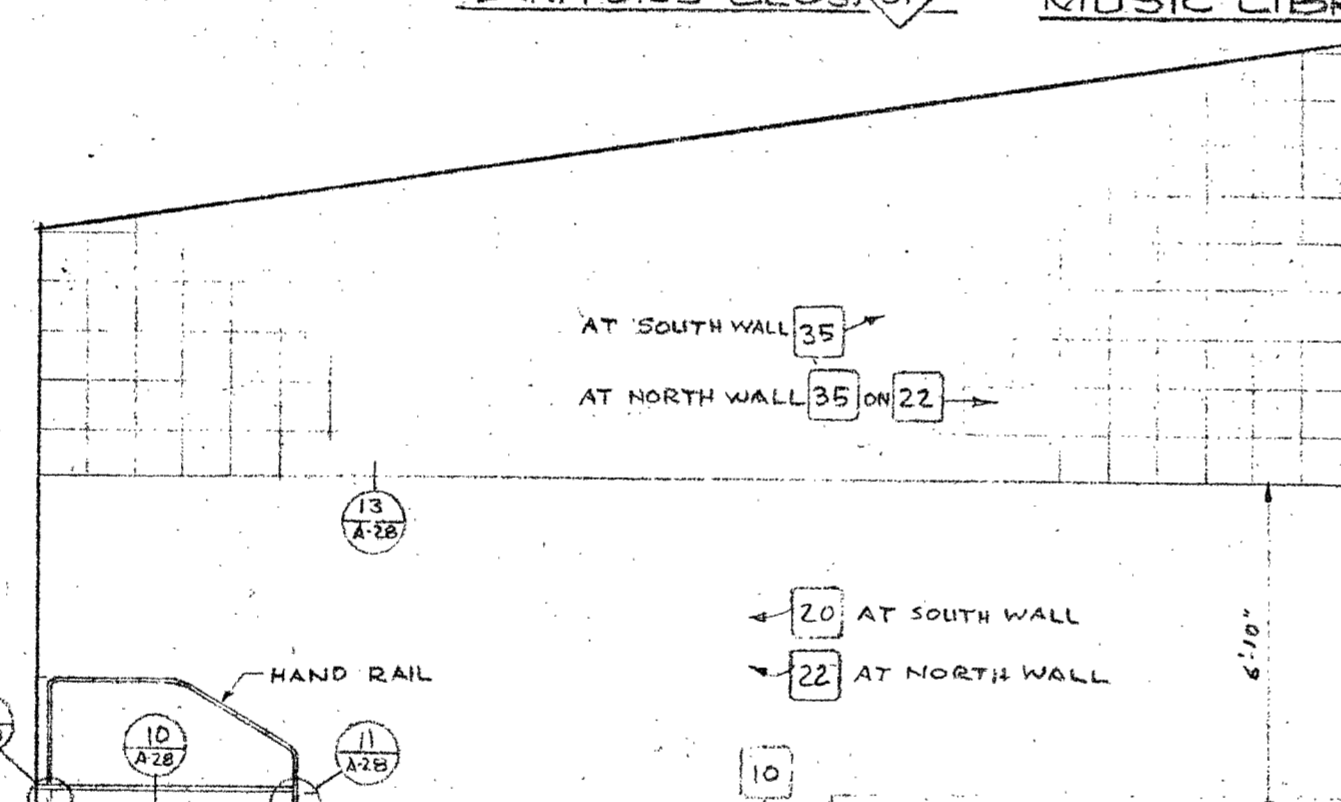 AT SOUTH WALL 35
AT NORTH WALL 35 ON 22
13
A-28
20 AT SOUTH WALL
22 AT NORTH WALL
6'-10"
HAND RAIL
10
A-28
11
A-28
10
MUSIC